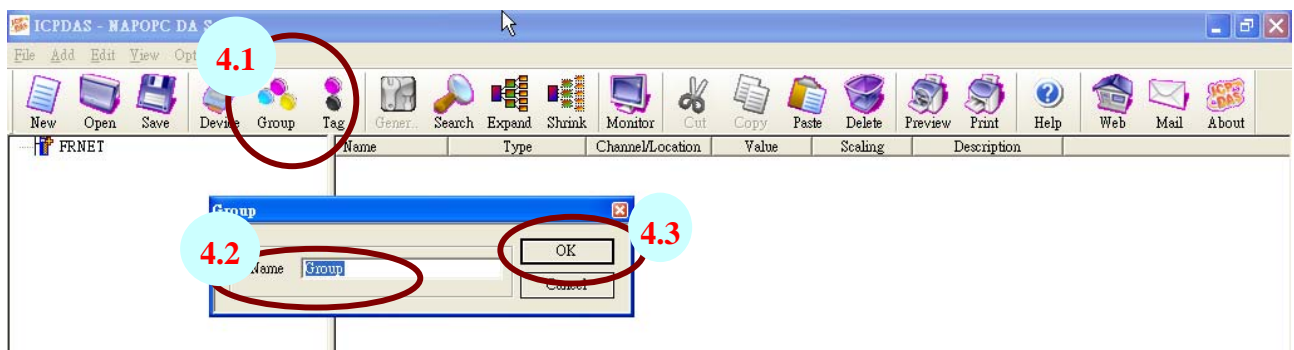 ICPDAS - NAPOPC DA S
File Add Edit View Opt
4.1
New Open Save Device Group Tag Gener.. Search Expand Shrink Monitor Cut Copy Paste Delete Preview Print Help Web Mail About
FRNET
Name Type Channel/Location Value Scaling Description
Group
4.2
Name Group
OK
4.3
Cancel